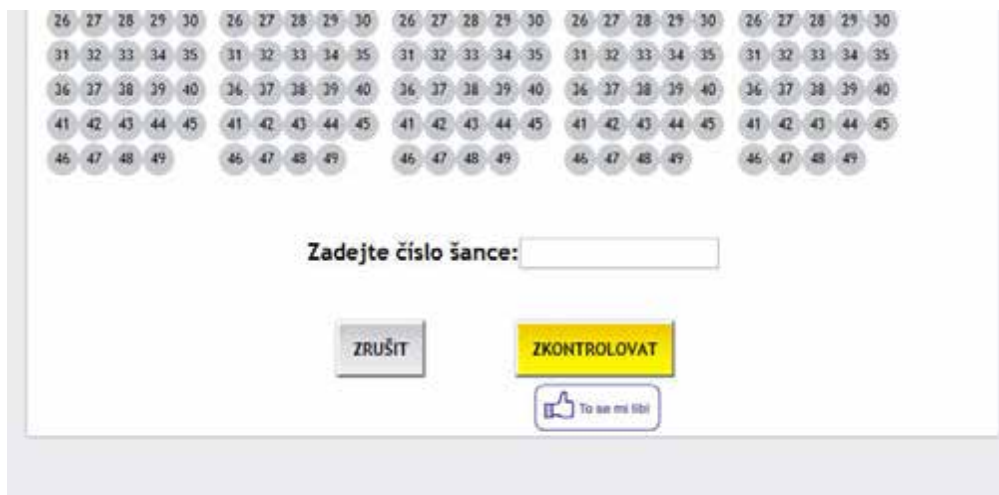 26 27 28 29 30 26 27 28 29 30 26 27 28 29 30 26 27 28 29 30 26 27 28 29 30
31 32 33 34 35 31 32 33 34 35 31 32 33 34 35 31 32 33 34 35 31 32 33 34 35
36 37 38 39 40 36 37 38 39 40 36 37 38 39 40 36 37 38 39 40 36 37 38 39 40
41 42 43 44 45 41 42 43 44 45 41 42 43 44 45 41 42 43 44 45 41 42 43 44 45
46 47 48 49 46 47 48 49 46 47 48 49 46 47 48 49 46 47 48 49
Zadejte číslo šance:
ZRUŠIT ZKONTROLOVAT
To se mi líbí